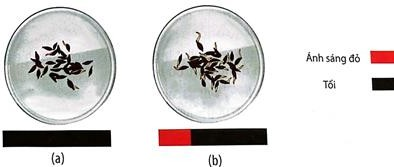 Ánh sáng đỏ
Tối
(a)
(b)